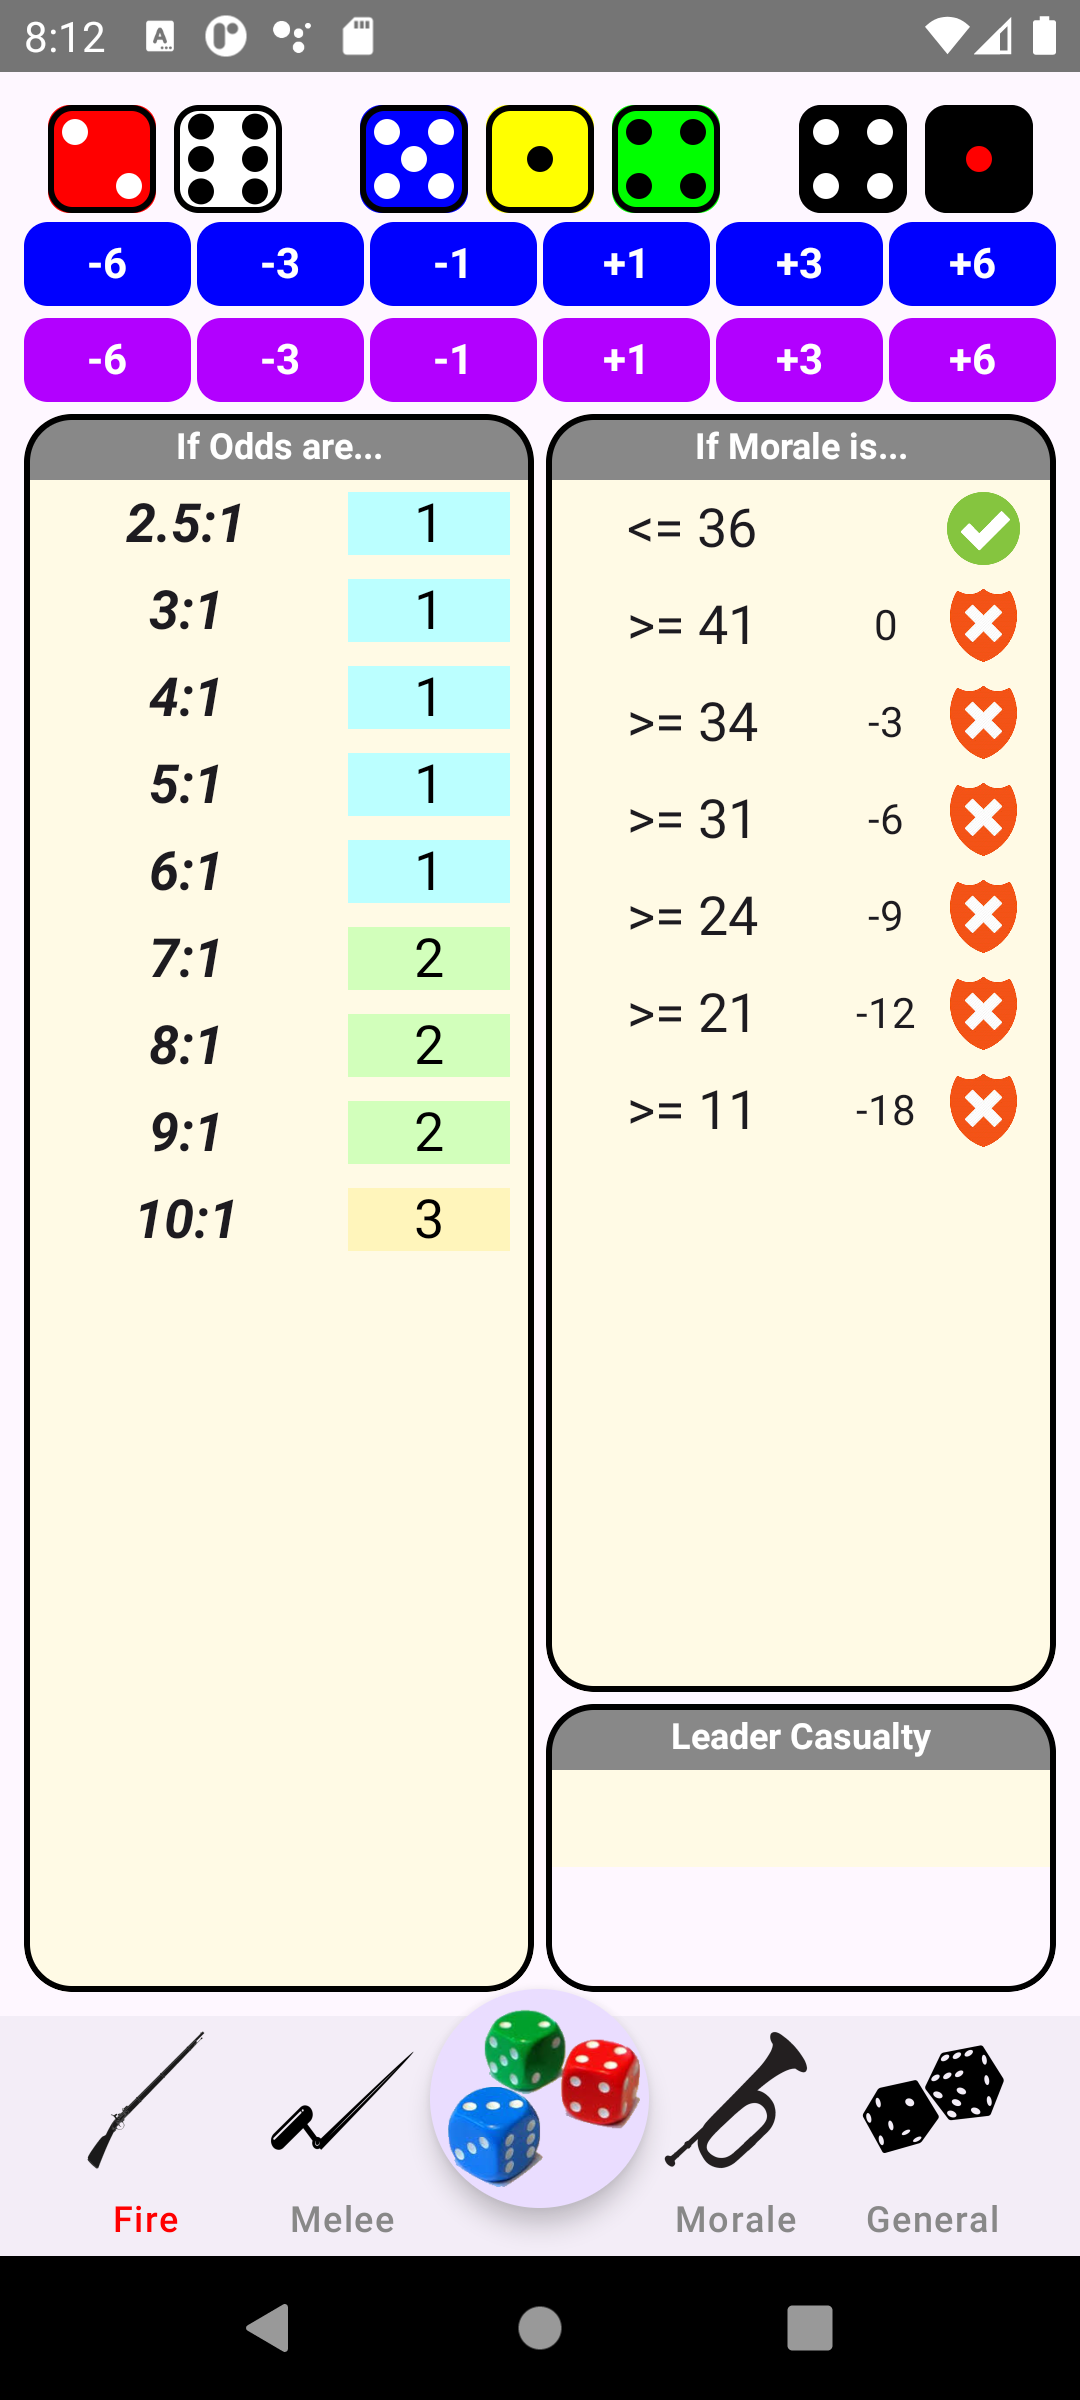 8:12
-6 -3 -1 +1 +3 +6
-6 -3 -1 +1 +3 +6
If Odds are...
2.5:1 1
3:1 1
4:1 1
5:1 1
6:1 1
7:1 2
8:1 2
9:1 2
10:1 3
If Morale is...
<= 36
>= 41 0
>= 34 -3
>= 31 -6
>= 24 -9
>= 21 -12
>= 11 -18
Leader Casualty
Fire Melee Morale General